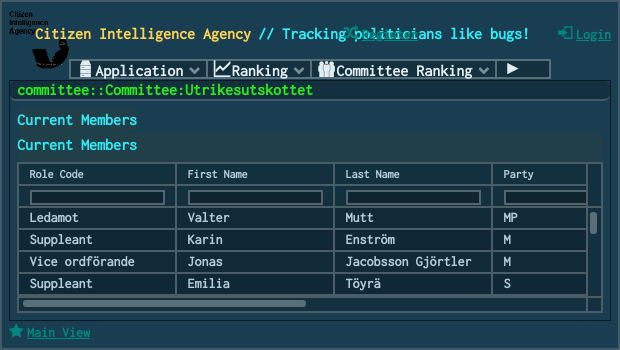 Citizen
Intelligence
Agency
Citizen Intelligence Agency // Tracking politicians like bugs!
Register
Login
Application
Ranking
Committee Ranking
committee::Committee:Utrikesutskottet
Current Members
Current Members
Role Code First Name Last Name Party
Ledamot Valter Mutt MP
Suppleant Karin Enström M
Vice ordförande Jonas Jacobsson Gjörtler M
Suppleant Emilia Töyrä S
Main View